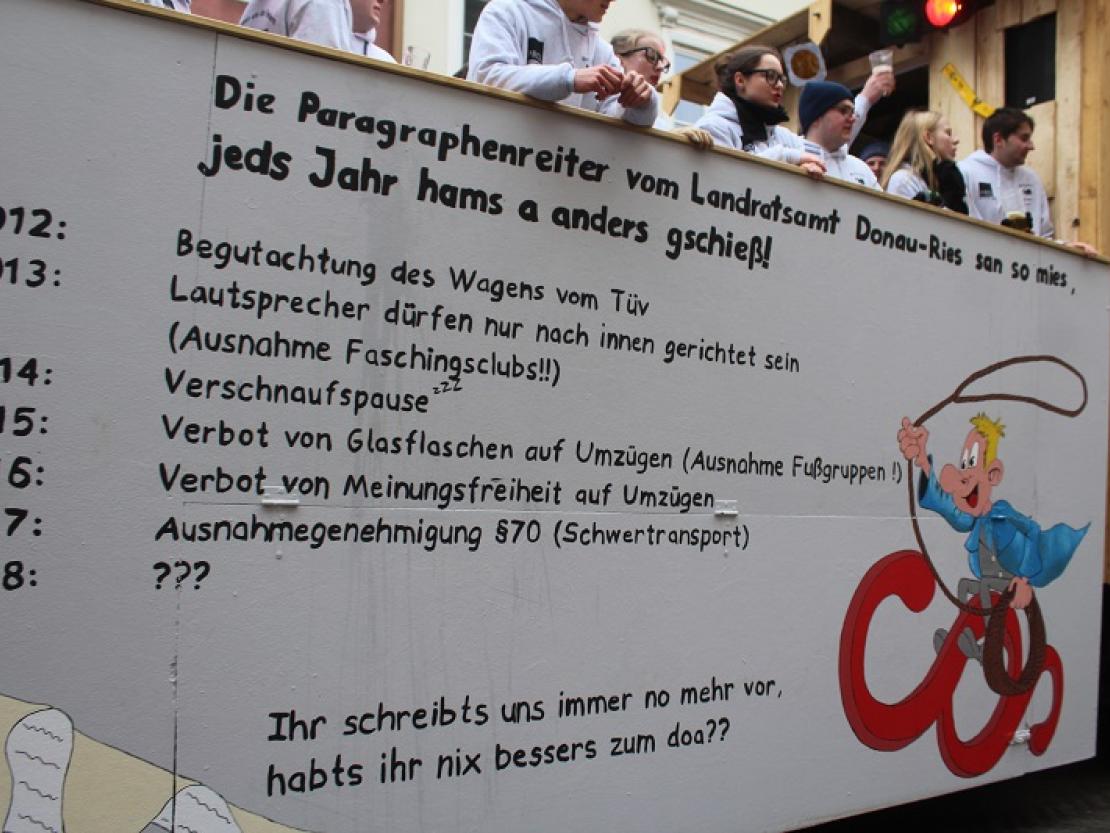 Die Paragraphenreiter vom Landratsamt Donau-Ries san so mies,
jeds Jahr hams a anders gschieß!
012: Begutachtung des Wagens vom Tüv
013: Lautsprecher dürfen nur nach innen gerichtet sein
(Ausnahme Faschingsclubs!!)
14: Verschnaufspause zzz
15: Verbot von Glasflaschen auf Umzügen (Ausnahme Fußgruppen !)
6: Verbot von Meinungsfreiheit auf Umzügen
7: Ausnahmegenehmigung §70 (Schwertransport)
8: ???
Ihr schreibts uns immer no mehr vor,
habts ihr nix bessers zum doa??